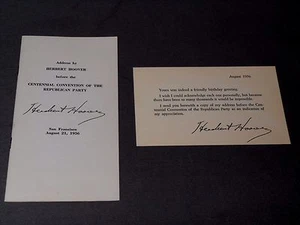 Address by
HERBERT HOOVER
before the
CENTENNIAL CONVENTION OF THE
REPUBLICAN PARTY
Herbert Hoover
San Francisco
August 21, 1956
August 1956
Yours was indeed a friendly birthday greeting.
I wish I could acknowledge each one personally, but because
there have been so many thousands it would be impossible.
I send you herewith a copy of my address before the Cen-
tennial Convention of the Republican Party as an indication of
my appreciation.
Herbert Hoover